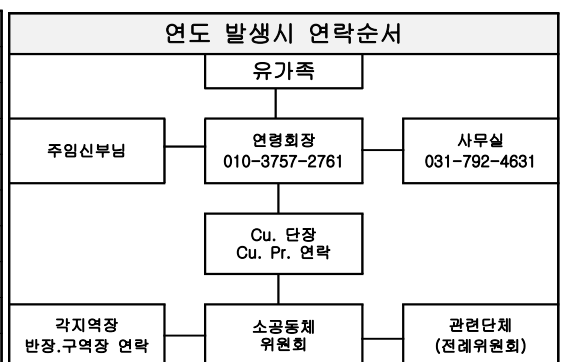 연도 발생시 연락순서
유가족
주임신부님
연령회장
010-3757-2761
사무실
031-792-4631
Cu. 단장
Cu. Pr. 연락
각지역장
반장.구역장 연락
소공동체
위원회
관련단체
(전례위원회)